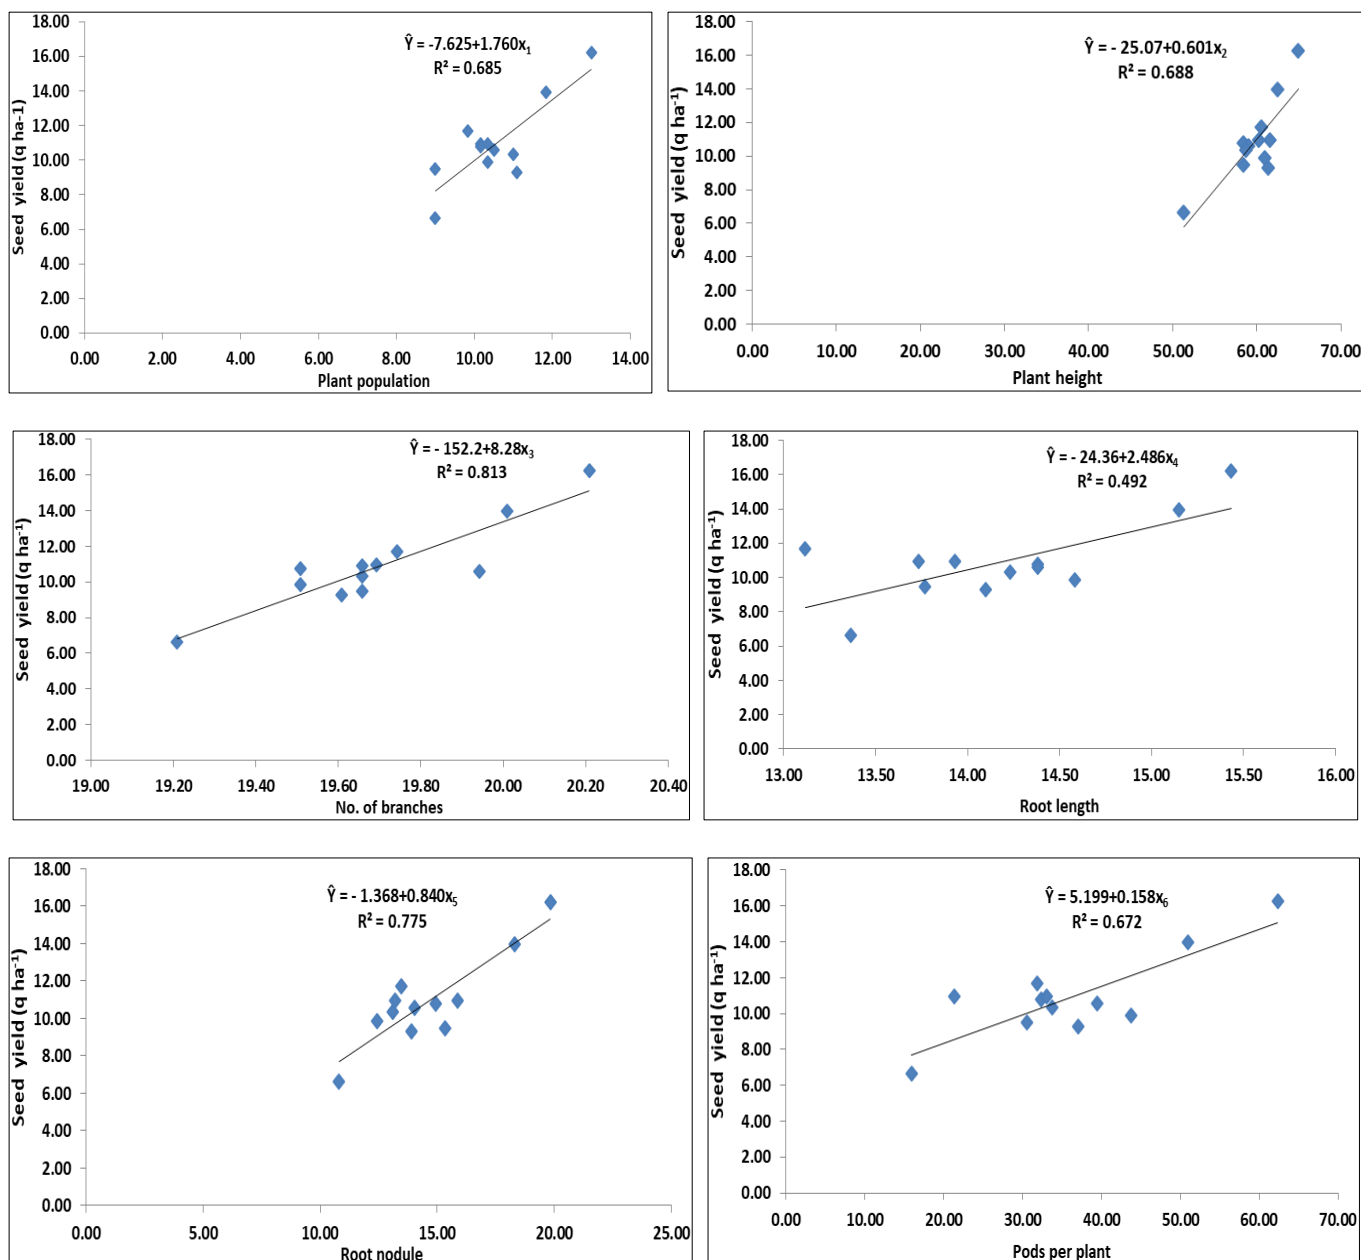 18.00
16.00
14.00
12.00
10.00
8.00
6.00
4.00
2.00
0.00
Seed yield (q ha-1)
Ŷ = -7.625+1.760x₁
R² = 0.685
0.00 2.00 4.00 6.00 8.00 10.00 12.00 14.00
Plant population
18.00
16.00
14.00
12.00
10.00
8.00
6.00
4.00
2.00
0.00
Seed yield (q ha⁻¹)
Ŷ = - 25.07+0.601x₂
R² = 0.688
0.00 10.00 20.00 30.00 40.00 50.00 60.00 70.00
Plant height
18.00
16.00
14.00
12.00
10.00
8.00
6.00
4.00
2.00
0.00
Seed yield (q ha⁻¹)
Ŷ = - 152.2+8.28x₃
R² = 0.813
19.00 19.20 19.40 19.60 19.80 20.00 20.20 20.40
No. of branches
18.00
16.00
14.00
12.00
10.00
8.00
6.00
4.00
2.00
0.00
Seed yield (q ha⁻¹)
Ŷ = - 24.36+2.486x₄
R² = 0.492
13.00 13.50 14.00 14.50 15.00 15.50 16.00
Root length
18.00
16.00
14.00
12.00
10.00
8.00
6.00
4.00
2.00
0.00
Seed yield (q ha⁻¹)
Ŷ = - 1.368+0.840x₅
R² = 0.775
0.00 5.00 10.00 15.00 20.00 25.00
Root nodule
18.00
16.00
14.00
12.00
10.00
8.00
6.00
4.00
2.00
0.00
Seed yield (q ha⁻¹)
Ŷ = 5.199+0.158x₆
R² = 0.672
0.00 10.00 20.00 30.00 40.00 50.00 60.00 70.00
Pods per plant